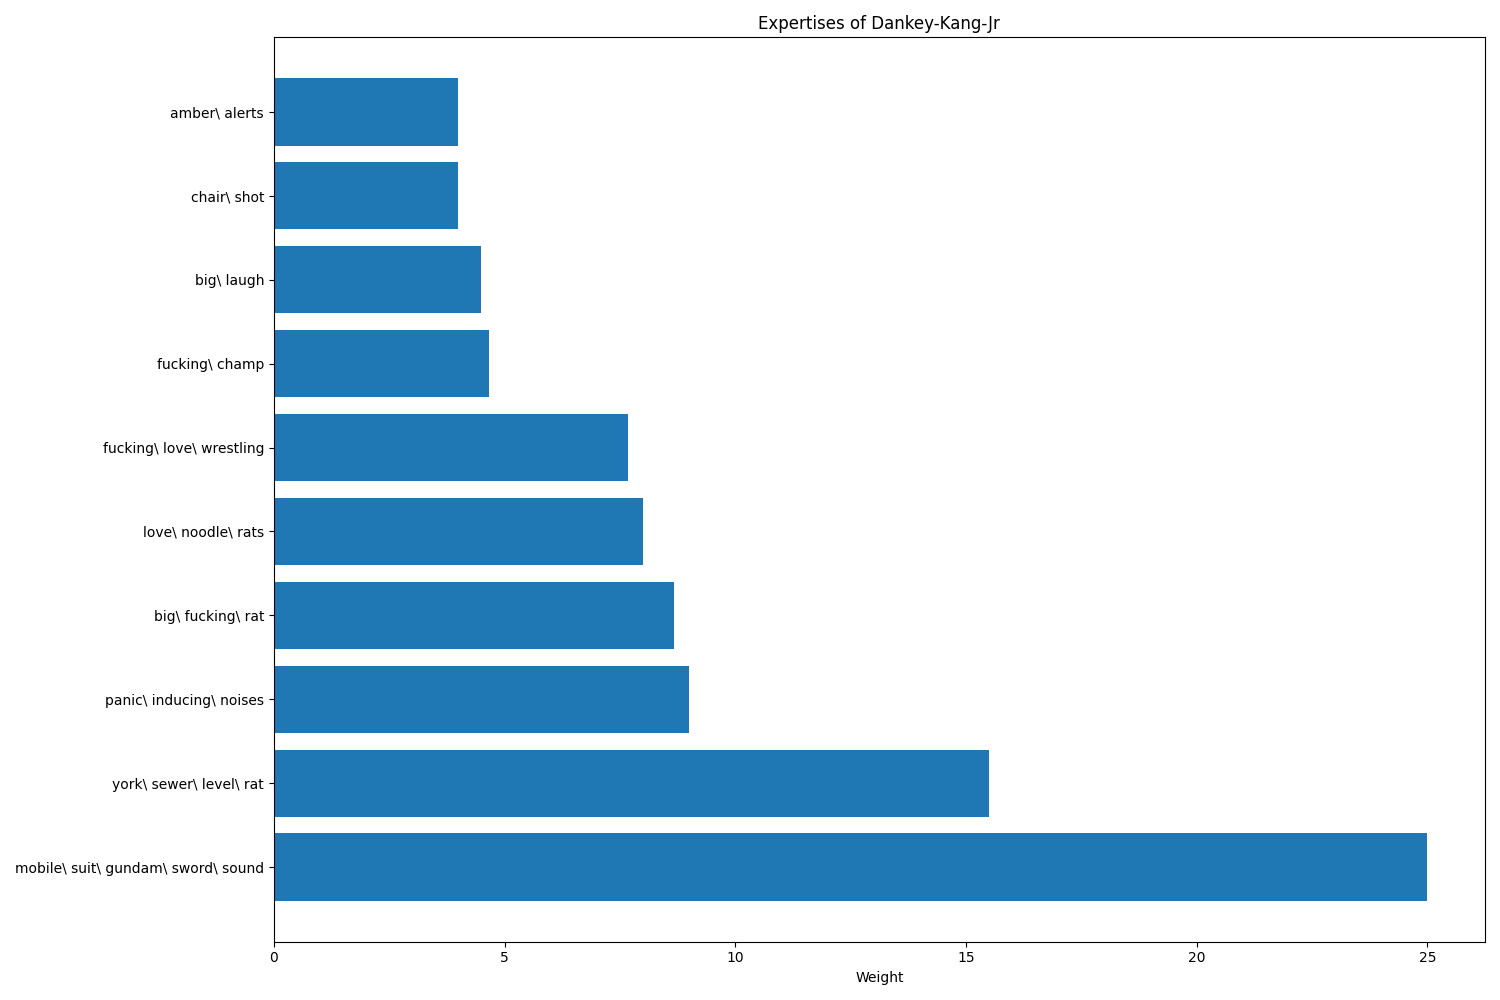 Expertises of Dankey-Kang-Jr
amber\ alerts
chair\ shot
big\ laugh
fucking\ champ
fucking\ love\ wrestling
love\ noodle\ rats
big\ fucking\ rat
panic\ inducing\ noises
york\ sewer\ level\ rat
mobile\ suit\ gundam\ sword\ sound
0 5 10 15 20 25
Weight